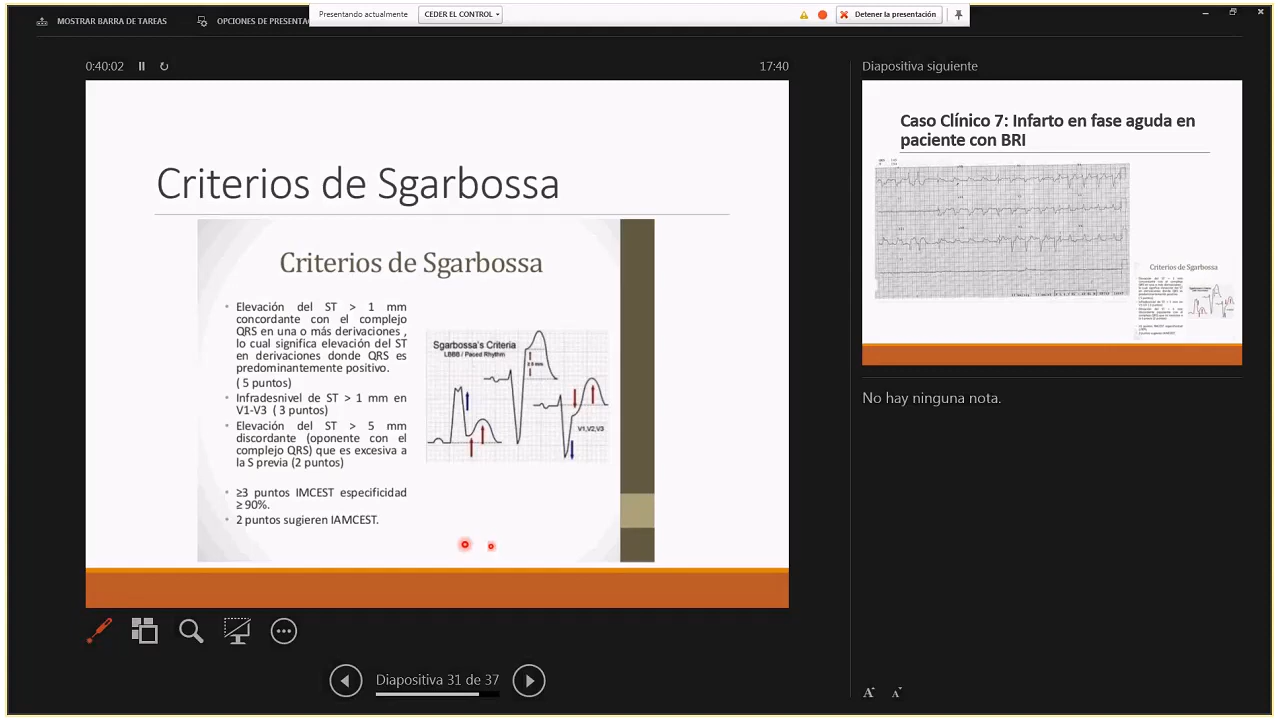 MOSTRAR BARRA DE TAREAS
OPCIONES DE PRESENTA
Presentando actualmente
CEDER EL CONTROL
Detener la presentación
0:40:02
17:40
Criterios de Sgarbossa
Criterios de Sgarbossa
• Elevación del ST > 1 mm
concordante con el complejo
QRS en una o más derivaciones ,
lo cual significa elevación del ST
en derivaciones donde QRS es
predominantemente positivo.
( 5 puntos)
• Infradesnivel de ST > 1 mm en
V1-V3 ( 3 puntos)
• Elevación del ST > 5 mm
discordante (oponente con el
complejo QRS) que es excesiva a
la S previa (2 puntos)
• ≥3 puntos IMCEST especificidad
≥ 90%.
• 2 puntos sugieren IAMCEST.
Sgarbossa's Criteria
LBBB / Paced Rhythm
V1,V2,V3
Diapositiva 31 de 37
Diapositiva siguiente
Caso Clínico 7: Infarto en fase aguda en
paciente con BRI
Criterios de Sgarbossa
No hay ninguna nota.
A A